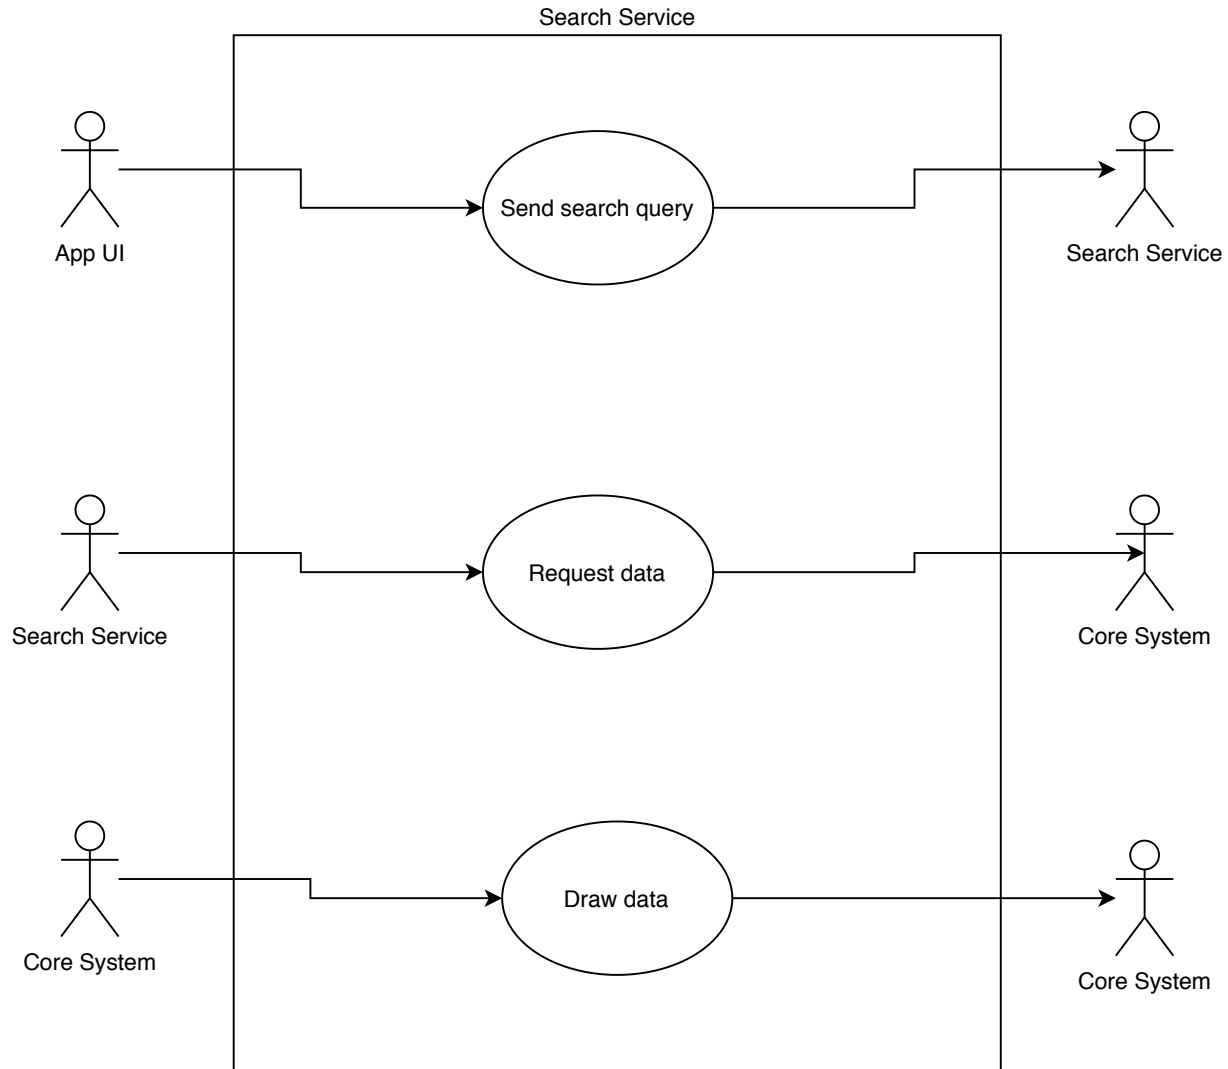 Search Service
App UI
Send search query
Search Service
Search Service
Request data
Core System
Core System
Draw data
Core System